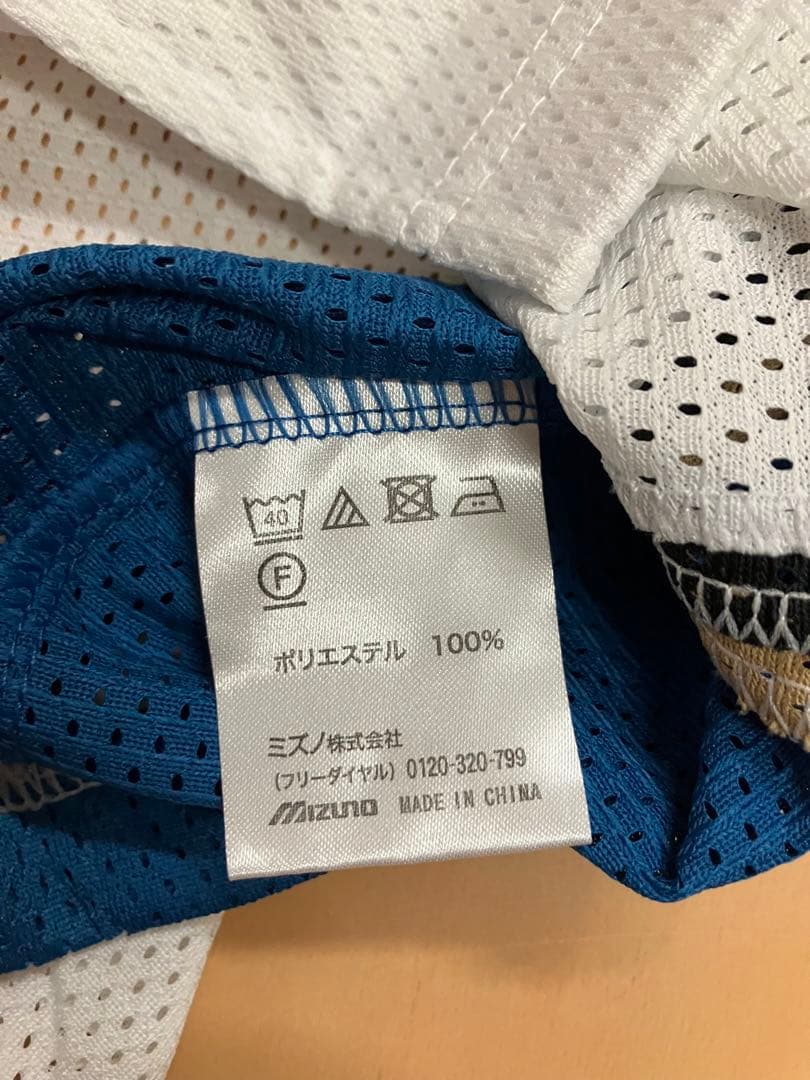 40
F
ポリエステル 100%
ミズノ株式会社
(フリーダイヤル) 0120-320-799
MIZUNO MADE IN CHINA